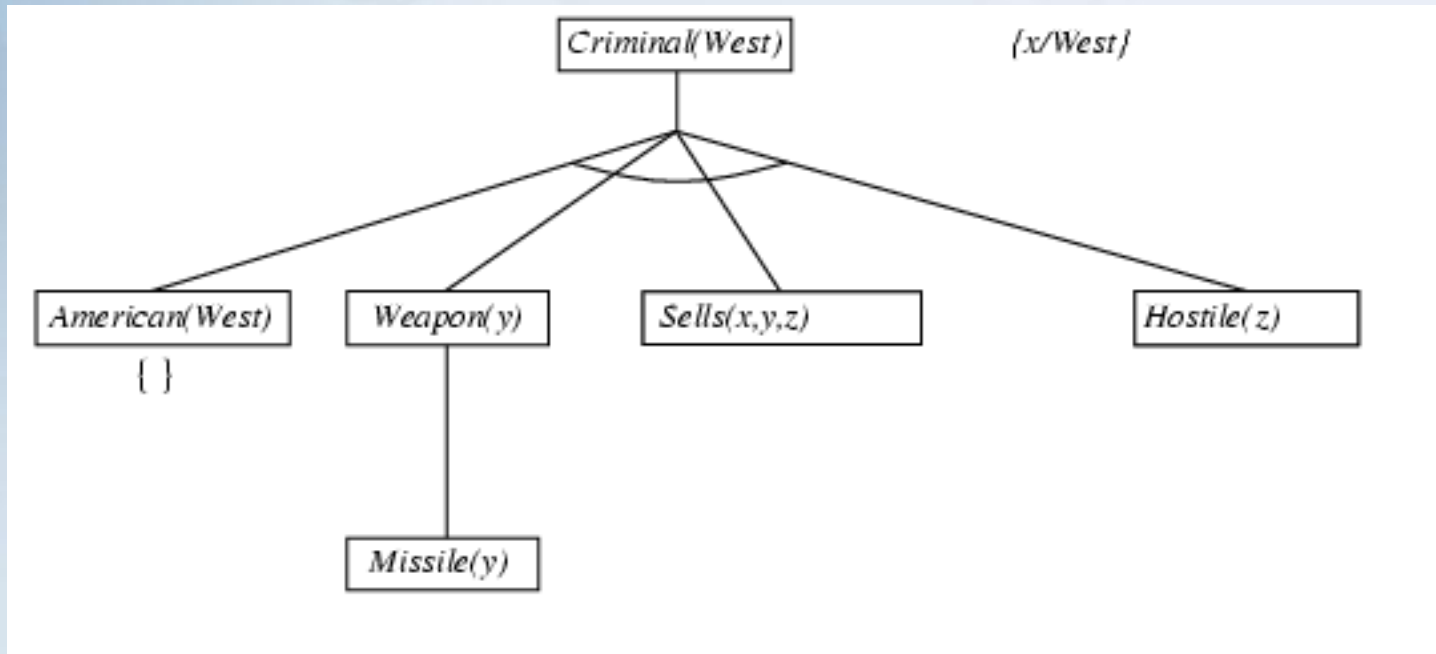 Criminal(West)
{x/West}
American(West)
Weapon(y)
Sells(x,y,z)
Hostile(z)
{ }
Missile(y)